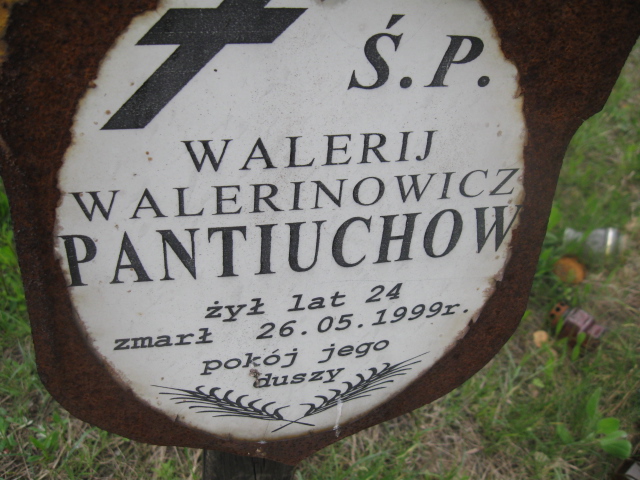 Ś.P.
WALERIJ
WALERINOWICZ
PANTIUCHOW
żył lat 24
zmarł 26.05.1999r.
pokój jego
duszy